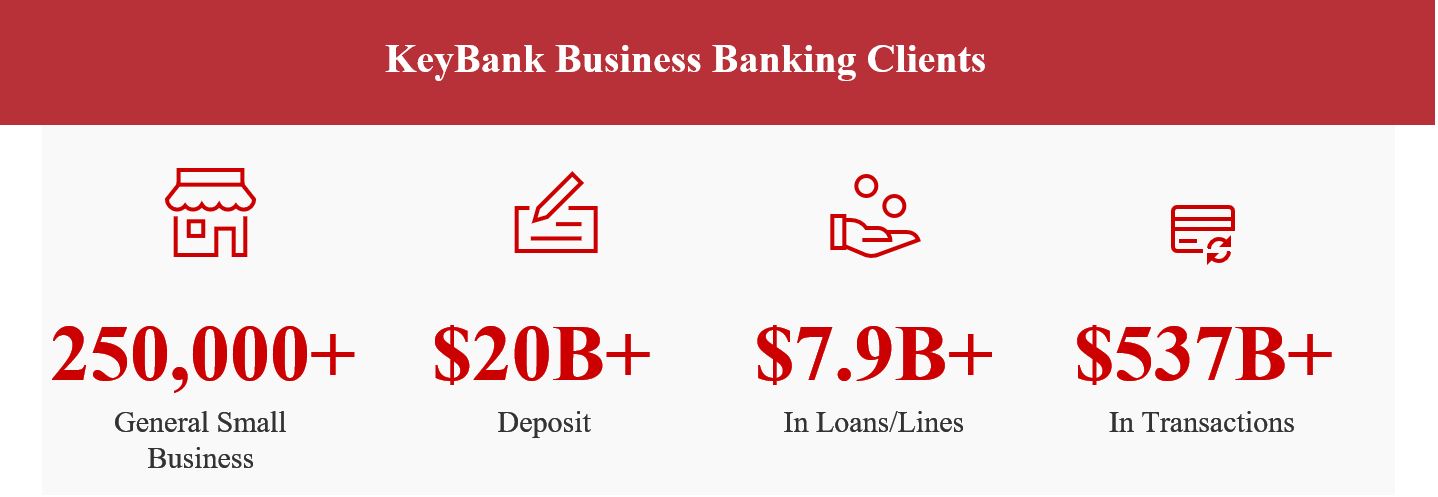 KeyBank Business Banking Clients
250,000+
General Small
Business
$20B+
Deposit
$7.9B+
In Loans/Lines
$537B+
In Transactions